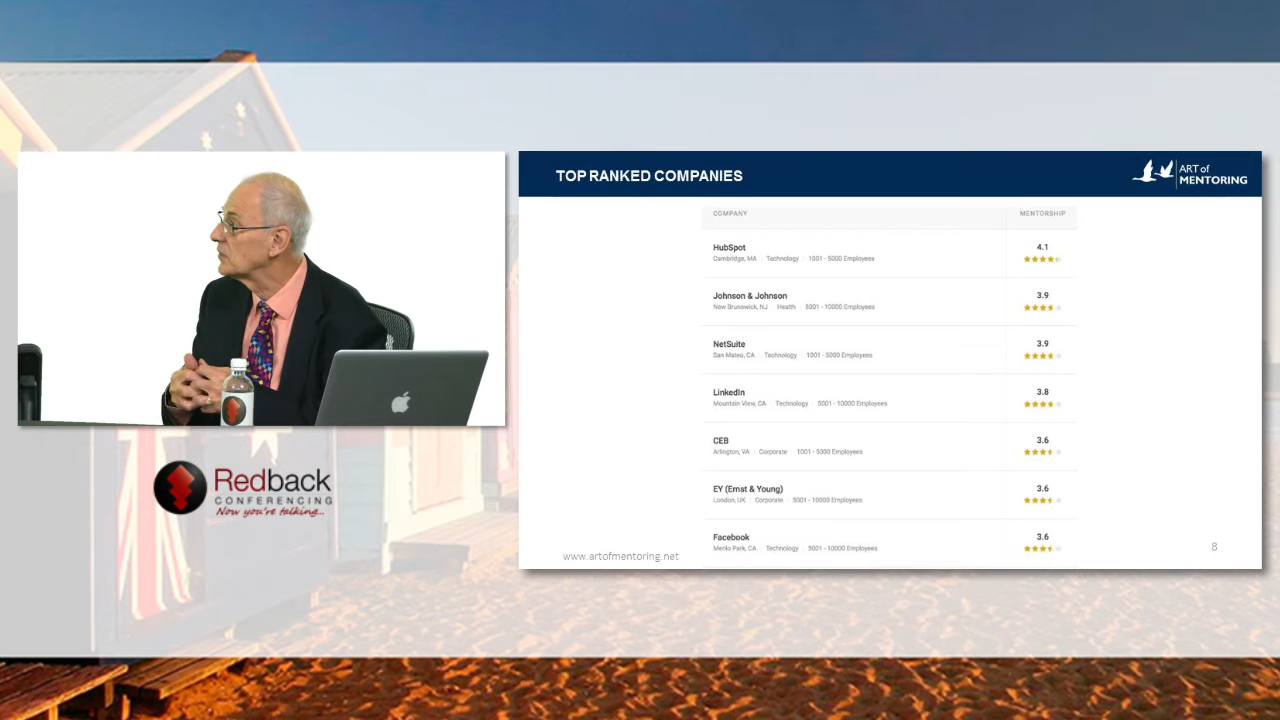 TOP RANKED COMPANIES
ART of
MENTORING
COMPANY MENTORSHIP
HubSpot 4.1
Cambridge, MA Technology 1001 - 5000 Employees
Johnson & Johnson 3.9
New Brunswick, NJ Health 5001 - 10000 Employees
NetSuite 3.9
San Mateo, CA Technology 1001 - 5000 Employees
LinkedIn 3.8
Mountain View, CA Technology 5001 - 10000 Employees
CEB 3.6
Arlington, VA Corporate 1001 - 5000 Employees
EY (Ernst & Young) 3.6
London, UK Corporate 5001 - 10000 Employees
Facebook 3.6
Menlo Park, CA Technology 5001 - 10000 Employees
www.artofmentoring.net 8
Redback
CONFERENCING
Now you're talking...